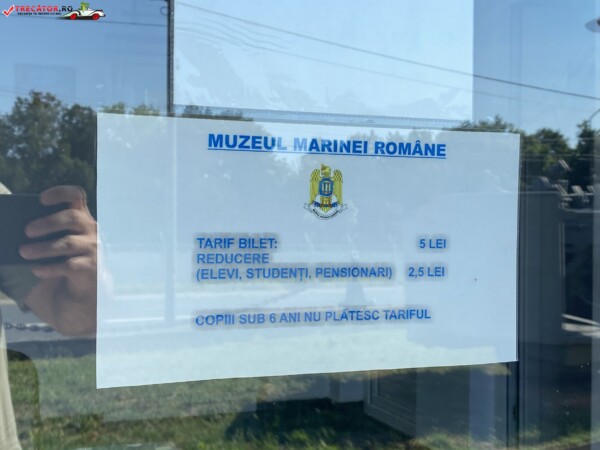 TRECATOR.RO
MUZEUL MARINEI ROMÂNE
TARIF BILET: 5 LEI
REDUCERE
(ELEVI, STUDENȚI, PENSIONARI) 2,5 LEI
COPIII SUB 6 ANI NU PLĂTESC TARIFUL